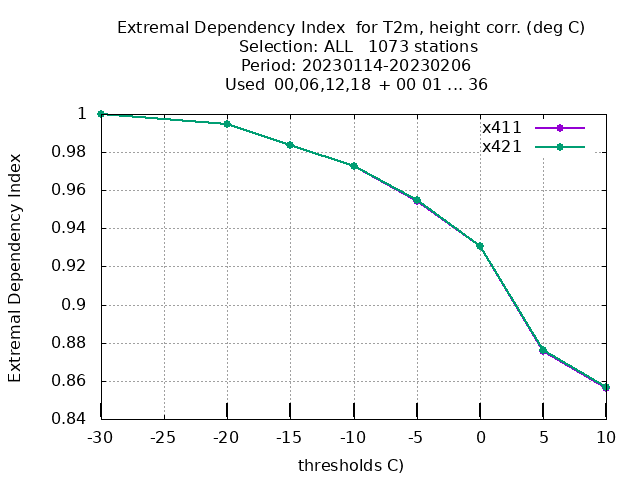 Extremal Dependency Index  for T2m, height corr. (deg C)
Selection: ALL   1073 stations
Period: 20230114-20230206
Used  00,06,12,18 + 00 01 ... 36
x411
x421
Extremal Dependency Index
1
0.98
0.96
0.94
0.92
0.9
0.88
0.86
0.84
-30 -25 -20 -15 -10 -5 0 5 10
thresholds C)